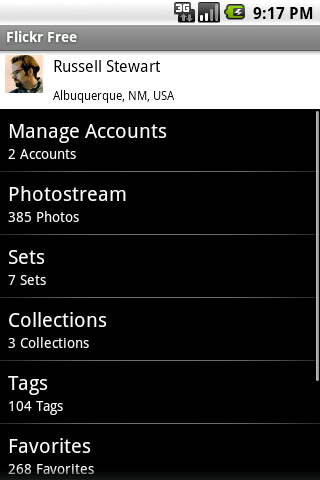 3G
9:17 PM
Flickr Free
Russell Stewart
Albuquerque, NM, USA
Manage Accounts
2 Accounts
Photostream
385 Photos
Sets
7 Sets
Collections
3 Collections
Tags
104 Tags
Favorites
268 Favorites